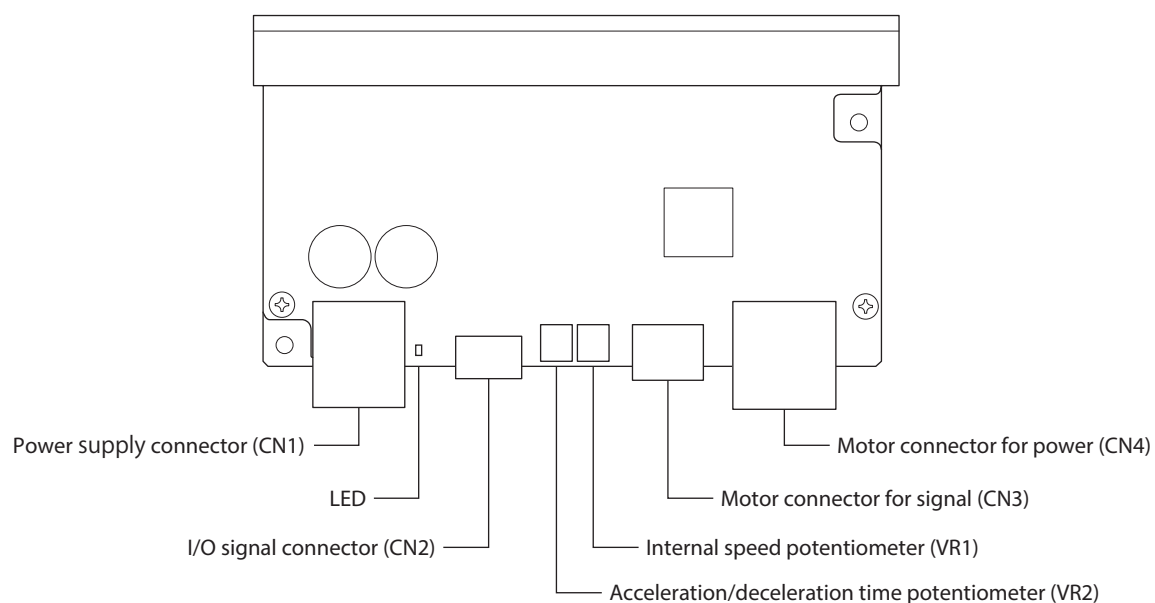 Power supply connector (CN1)
Motor connector for power (CN4)
LED
Motor connector for signal (CN3)
I/O signal connector (CN2)
Internal speed potentiometer (VR1)
Acceleration/deceleration time potentiometer (VR2)